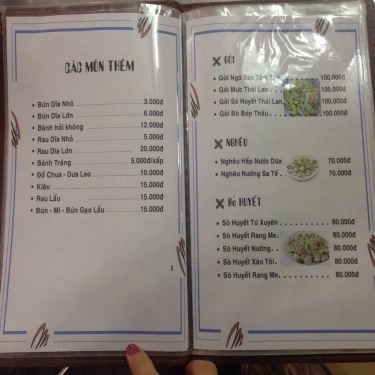 CÁC MÓN THÊM
• Bún Dĩa Nhỏ 3.000đ
• Bún Dĩa Lớn 6.000đ
• Bánh hỏi không 12.000đ
• Rau Dĩa Nhỏ 5.000đ
• Rau Dĩa Lớn 20.000đ
• Bánh Tráng 5.000đ/xấp
• Đồ Chua - Dưa Leo 10.000đ
• Kiệu 15.000đ
• Rau Lẩu 15.000đ
• Bún - Mì - Bún Gạo Lẩu 15.000đ
1
GỎI
• Gỏi Ngó Sen Tôm 100.000đ
• Gỏi Mực Thái Lan 100.000đ
• Gỏi Sò Huyết Thái Lan 100.000đ
• Gỏi Bò Bóp Thấu 100.000đ
NGHÊU
• Nghêu Hấp Nước Dừa 70.000đ
• Nghêu Nướng Sa Tế 70.000đ
SÒ HUYẾT
• Sò Huyết Tứ Xuyên 80.000đ
• Sò Huyết Rang Me 80.000đ
• Sò Huyết Nướng 80.000đ
• Sò Huyết Xào Tỏi 80.000đ
• Sò Huyết Rang Me 80.000đ